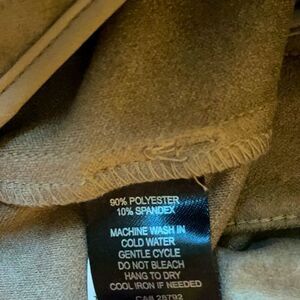 90% POLYESTER
10% SPANDEX
MACHINE WASH IN
COLD WATER
GENTLE CYCLE
DO NOT BLEACH
HANG TO DRY
COOL IRON IF NEEDED